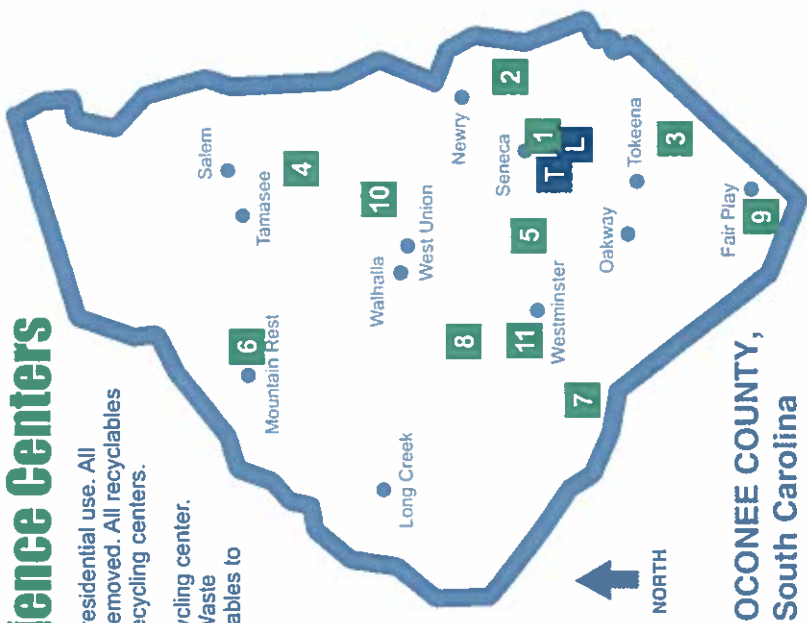 ience Centers
residential use. All
emoved. All recyclables
ecycling centers.
ycling center.
Waste
ables to
Salem
Tamasee
4
6
Mountain Rest
10
Walhalla
West Union
Long Creek
Newry
2
8
Seneca
1
T
L
5
11
Westminster
7
Oakway
Tokeena
3
Fair Play
9
NORTH
OCONEE COUNTY,
South Carolina